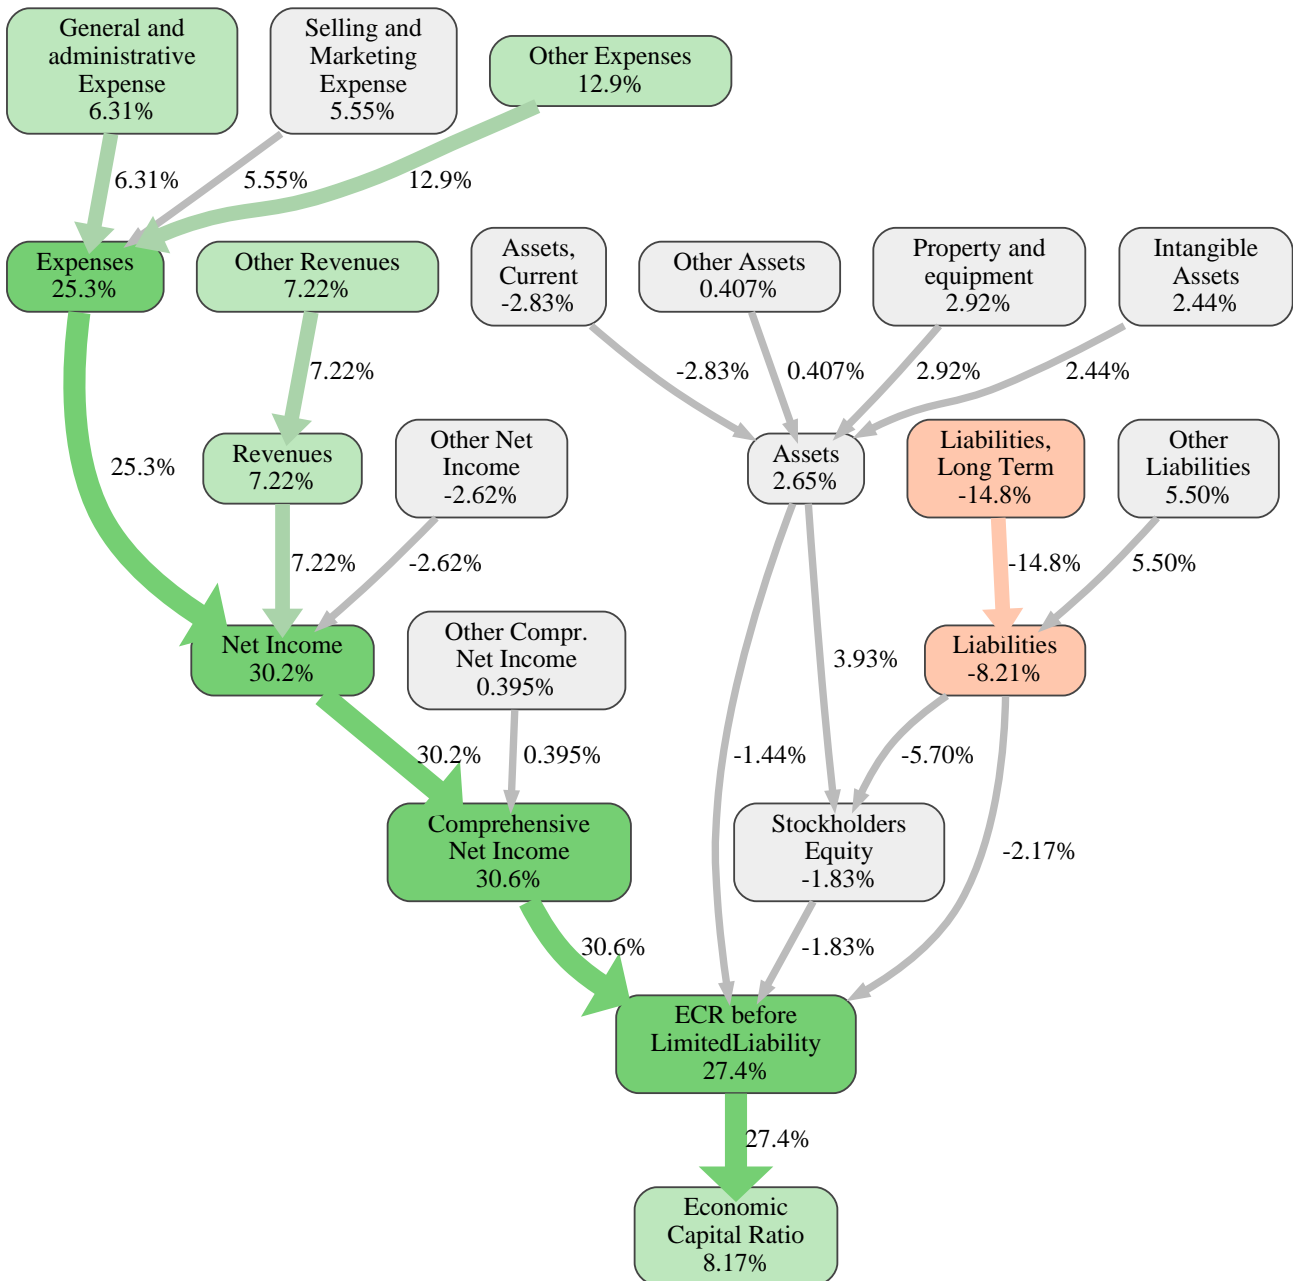 General and
administrative
Expense
6.31%
Selling and
Marketing
Expense
5.55%
Other Expenses
12.9%
6.31%
5.55%
12.9%
Expenses
25.3%
Other Revenues
7.22%
Assets,
Current
-2.83%
Other Assets
0.407%
Property and
equipment
2.92%
Intangible
Assets
2.44%
7.22%
-2.83%
0.407%
2.92%
2.44%
25.3%
Revenues
7.22%
Other Net
Income
-2.62%
Assets
2.65%
Liabilities,
Long Term
-14.8%
Other
Liabilities
5.50%
7.22%
-2.62%
-14.8%
5.50%
Net Income
30.2%
Other Compr.
Net Income
0.395%
3.93%
Liabilities
-8.21%
30.2%
0.395%
-1.44%
-5.70%
Comprehensive
Net Income
30.6%
Stockholders
Equity
-1.83%
-2.17%
30.6%
-1.83%
ECR before
LimitedLiability
27.4%
27.4%
Economic
Capital Ratio
8.17%